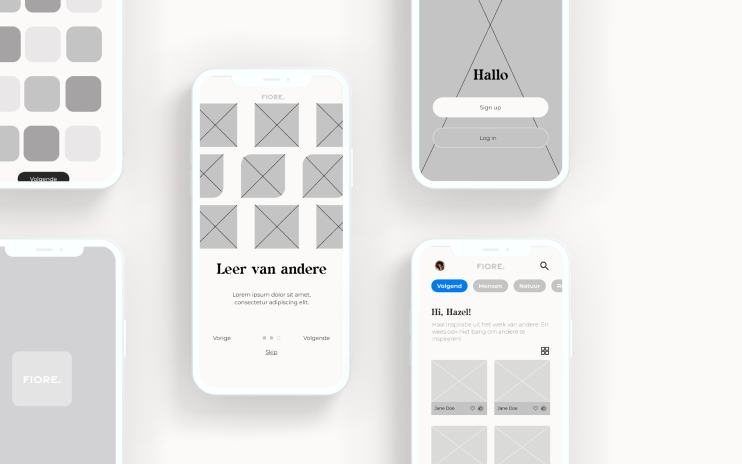 Volgende
FIORE.
FIORE.
Leer van andere
Lorem ipsum dolor sit amet,
consectetur adipiscing elit.
Vorige
Volgende
Skip
Hallo
Sign up
Log in
FIORE.
Volgend
Mensen
Natuur
Hi, Hazel!
Haal inspiratie uit het werk van andere. En
wees ook niet bang om andere te
inspireren!
Jane Doe
Jane Doe